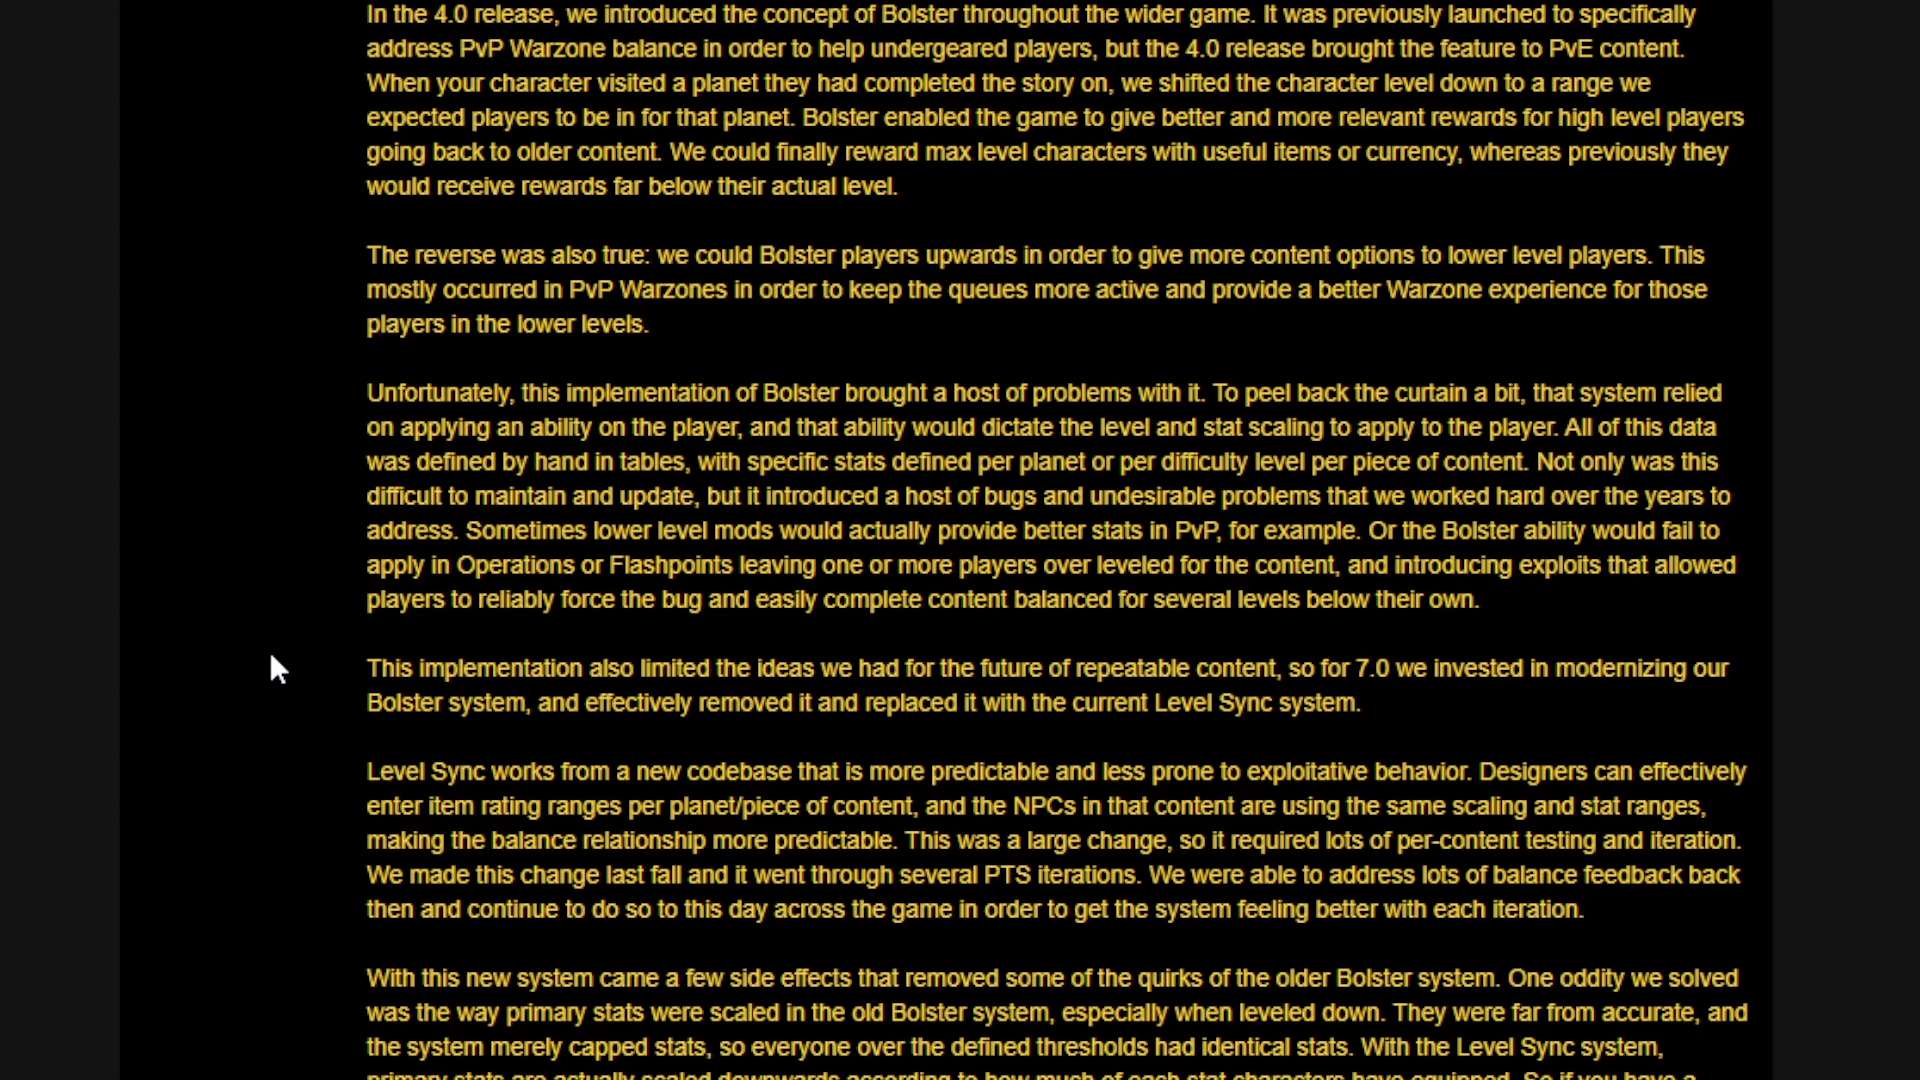 In the 4.0 release, we introduced the concept of Bolster throughout the wider game. It was previously launched to specifically
address PvP Warzone balance in order to help undergeared players, but the 4.0 release brought the feature to PvE content.
When your character visited a planet they had completed the story on, we shifted the character level down to a range we
expected players to be in for that planet. Bolster enabled the game to give better and more relevant rewards for high level players
going back to older content. We could finally reward max level characters with useful items or currency, whereas previously they
would receive rewards far below their actual level.
The reverse was also true: we could Bolster players upwards in order to give more content options to lower level players. This
mostly occurred in PvP Warzones in order to keep the queues more active and provide a better Warzone experience for those
players in the lower levels.
Unfortunately, this implementation of Bolster brought a host of problems with it. To peel back the curtain a bit, that system relied
on applying an ability on the player, and that ability would dictate the level and stat scaling to apply to the player. All of this data
was defined by hand in tables, with specific stats defined per planet or per difficulty level per piece of content. Not only was this
difficult to maintain and update, but it introduced a host of bugs and undesirable problems that we worked hard over the years to
address. Sometimes lower level mods would actually provide better stats in PvP, for example. Or the Bolster ability would fail to
apply in Operations or Flashpoints leaving one or more players over leveled for the content, and introducing exploits that allowed
players to reliably force the bug and easily complete content balanced for several levels below their own.
This implementation also limited the ideas we had for the future of repeatable content, so for 7.0 we invested in modernizing our
Bolster system, and effectively removed it and replaced it with the current Level Sync system.
Level Sync works from a new codebase that is more predictable and less prone to exploitative behavior. Designers can effectively
enter item rating ranges per planet/piece of content, and the NPCs in that content are using the same scaling and stat ranges,
making the balance relationship more predictable. This was a large change, so it required lots of per-content testing and iteration.
We made this change last fall and it went through several PTS iterations. We were able to address lots of balance feedback back
then and continue to do so to this day across the game in order to get the system feeling better with each iteration.
With this new system came a few side effects that removed some of the quirks of the older Bolster system. One oddity we solved
was the way primary stats were scaled in the old Bolster system, especially when leveled down. They were far from accurate, and
the system merely capped stats, so everyone over the defined thresholds had identical stats. With the Level Sync system,
primary stats are actually scaled downwards according to how much of each stat characters have equipped. So if you have a